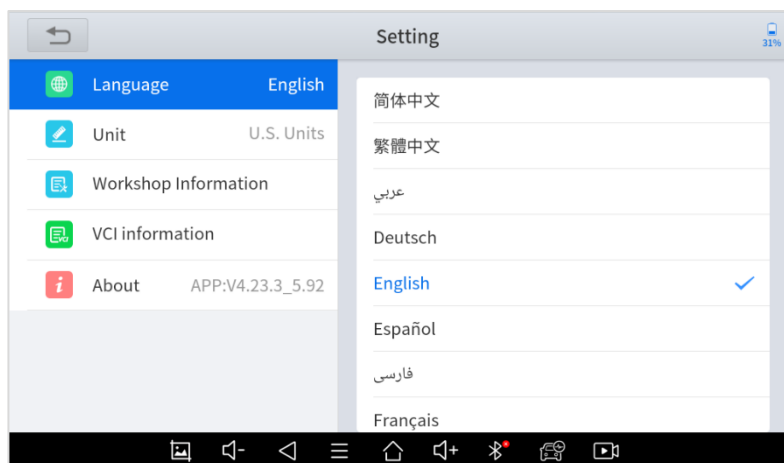 Setting
31%
Language English
Unit U.S. Units
Workshop Information
VCI information
About APP:V4.23.3_5.92
简体中文
繁體中文
عربي
Deutsch
English
Español
فارسی
Français